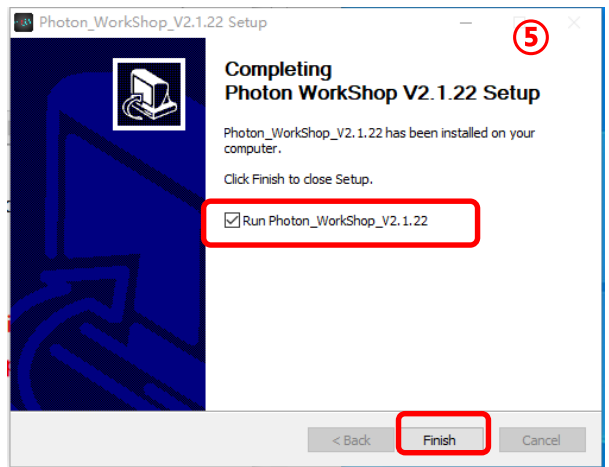 Photon_WorkShop_V2.1.22 Setup
⑤
Completing
Photon WorkShop V2.1.22 Setup
Photon_WorkShop_V2.1.22 has been installed on your
computer.
Click Finish to close Setup.
Run Photon_WorkShop_V2.1.22
< Back
Finish
Cancel